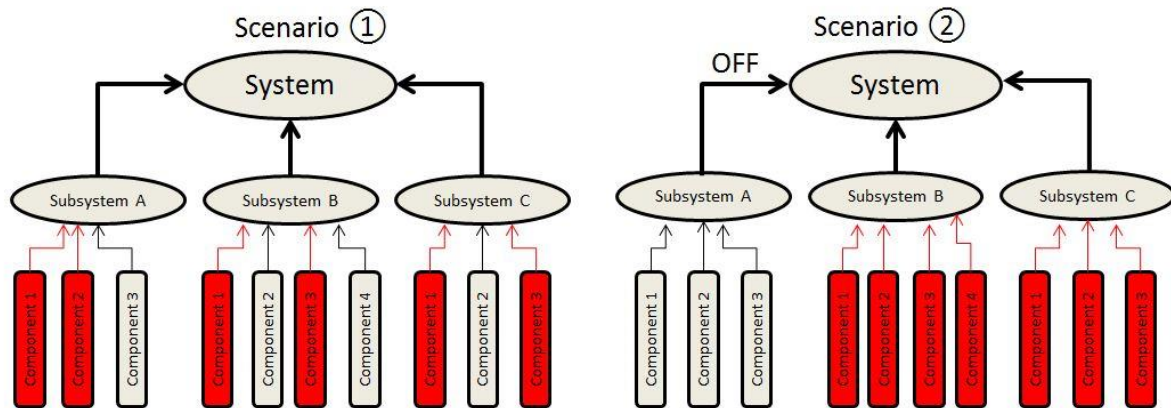 Scenario ①
System
Subsystem A
Subsystem B
Subsystem C
Component 1
Component 2
Component 3
Component 1
Component 2
Component 3
Component 4
Component 1
Component 2
Component 3
Scenario ②
OFF
System
Subsystem A
Subsystem B
Subsystem C
Component 1
Component 2
Component 3
Component 1
Component 2
Component 3
Component 4
Component 1
Component 2
Component 3